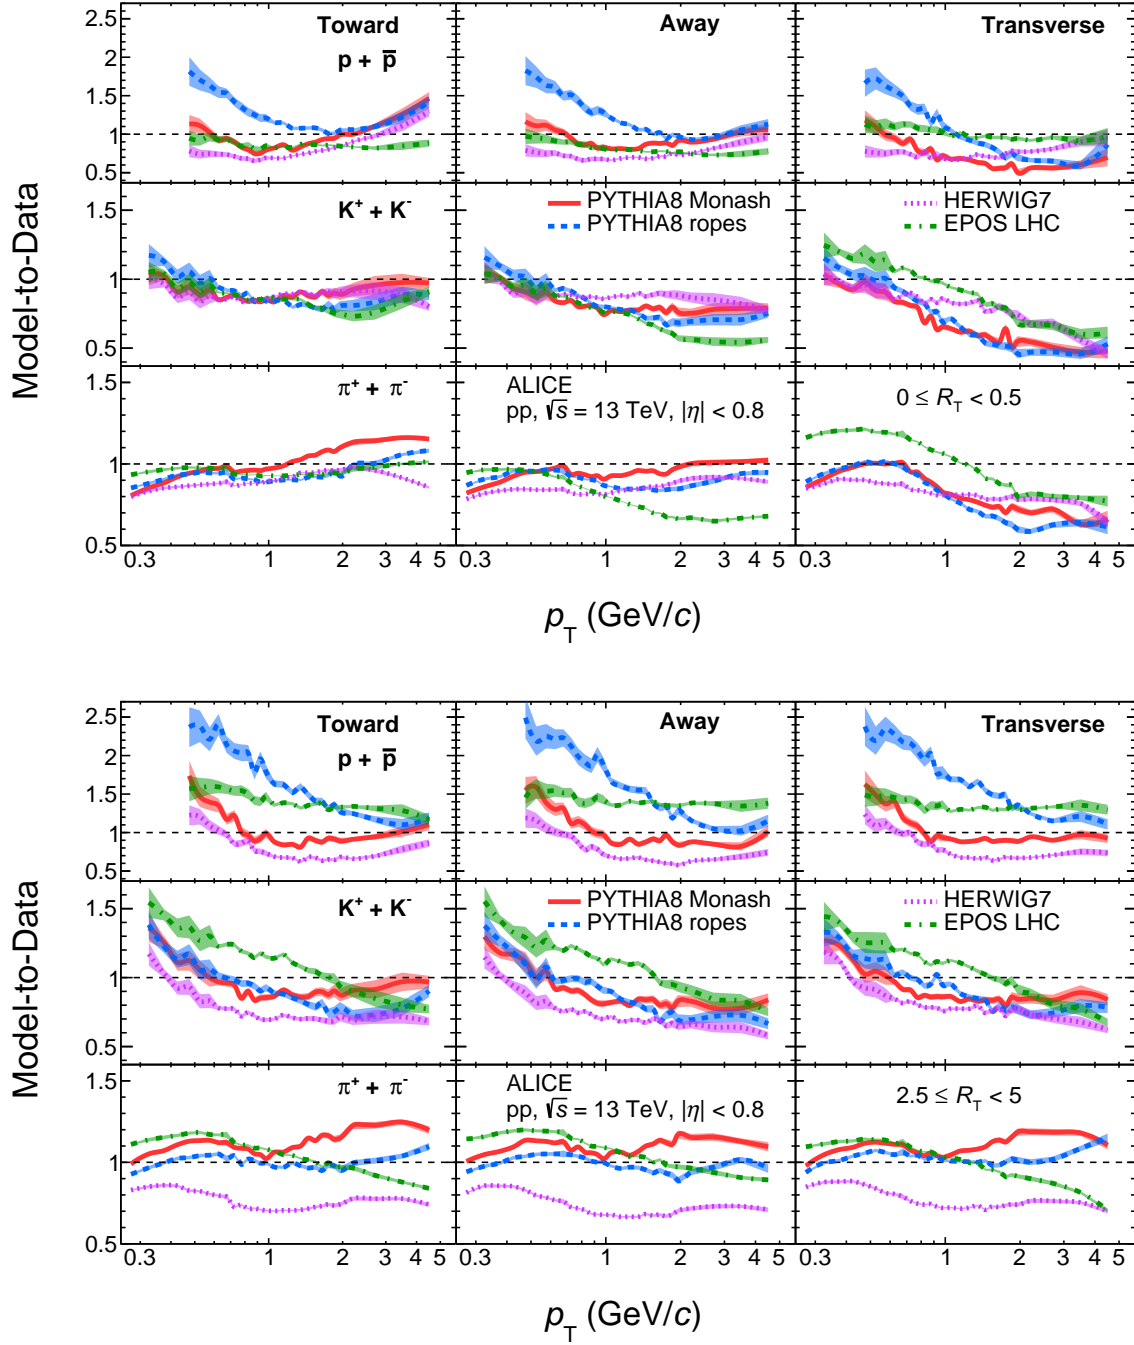 Toward Away Transverse
p + p̅
2.5
2
1.5
1
0.5
K⁺ + K⁻
PYTHIA8 Monash HERWIG7
PYTHIA8 ropes EPOS LHC
1.5
1
0.5
π⁺ + π⁻
ALICE
pp, √s = 13 TeV, |η| < 0.8
0 ≤ R_T < 0.5
1.5
1
0.5
0.3 1 2 3 4 5 0.3 1 2 3 4 5 0.3 1 2 3 4 5
Model-to-Data
p_T (GeV/c)
Toward Away Transverse
p + p̅
2.5
2
1.5
1
0.5
K⁺ + K⁻
PYTHIA8 Monash HERWIG7
PYTHIA8 ropes EPOS LHC
1.5
1
0.5
π⁺ + π⁻
ALICE
pp, √s = 13 TeV, |η| < 0.8
2.5 ≤ R_T < 5
1.5
1
0.5
0.3 1 2 3 4 5 0.3 1 2 3 4 5 0.3 1 2 3 4 5
Model-to-Data
p_T (GeV/c)